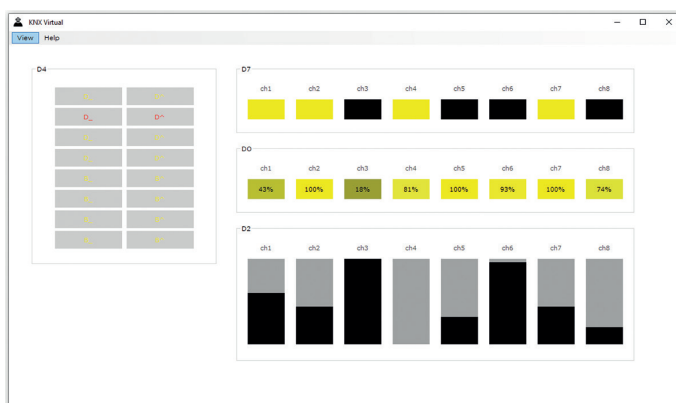 KNX Virtual
View Help
D4
D_ D^
D7
ch1 ch2 ch3 ch4 ch5 ch6 ch7 ch8
D0
ch1 ch2 ch3 ch4 ch5 ch6 ch7 ch8
43% 100% 18% 81% 100% 93% 100% 74%
D2
ch1 ch2 ch3 ch4 ch5 ch6 ch7 ch8